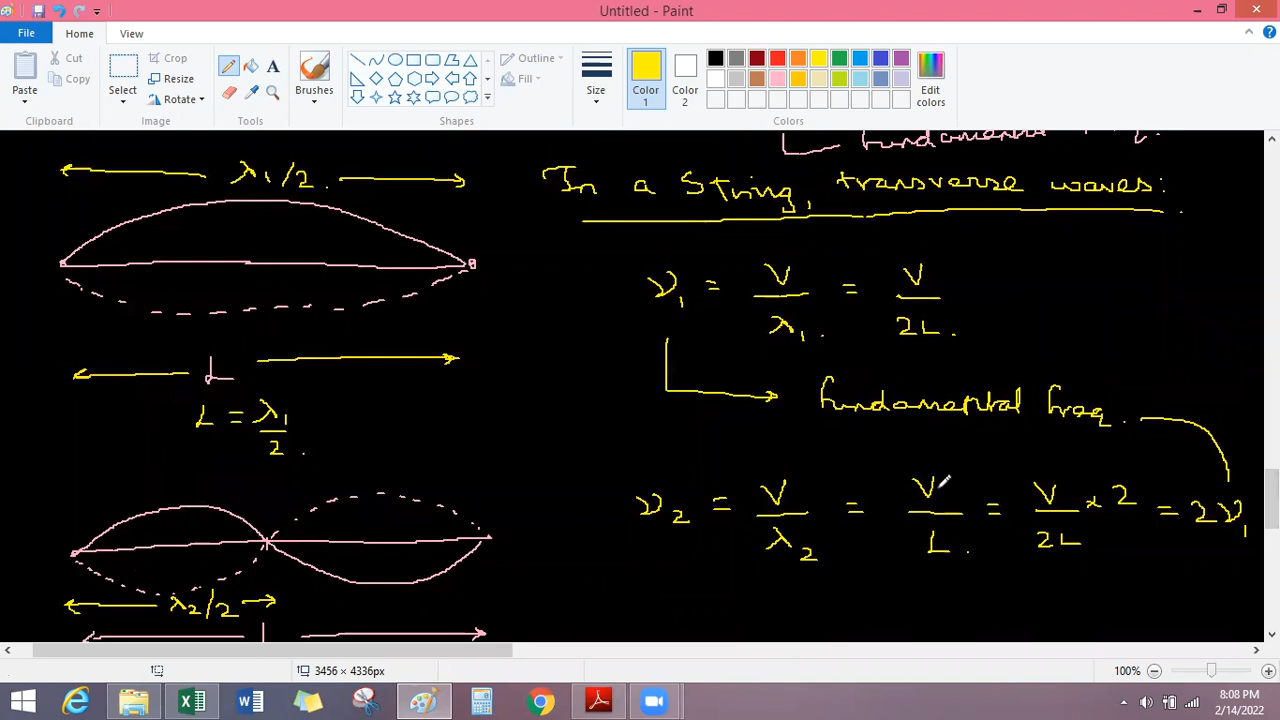 Untitled - Paint
File Home View
Paste Cut Copy Clipboard
Select Crop Resize Rotate Image
Tools
Brushes
Outline Fill Shapes
Size
Color 1 Color 2 Edit colors Colors
Fundamental freq.
λ₁/2.
In a String, transverse waves:
ν₁ = V/λ₁. = V/2L.
L
L = λ₁/2.
Fundamental freq.
ν₂ = V/λ₂ = V/L. = V/2L × 2 = 2ν₁
λ₂/2
3456 × 4336px
100%
8:08 PM
2/14/2022